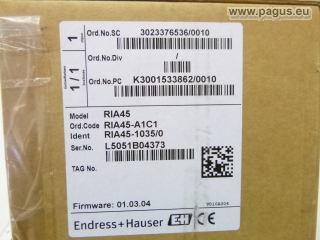 www.pagus.eu
1
1 / 1
Ord.No.SC 3023376536/0010
Ord.No.Div /
Ord.No.PC K3001533862/0010
Model RIA45
Ord.Code RIA45-A1C1
Ident RIA45-1035/0
Ser.No. L5051B04373
TAG No.
Firmware: 01.03.04
Endress+Hauser EH CE